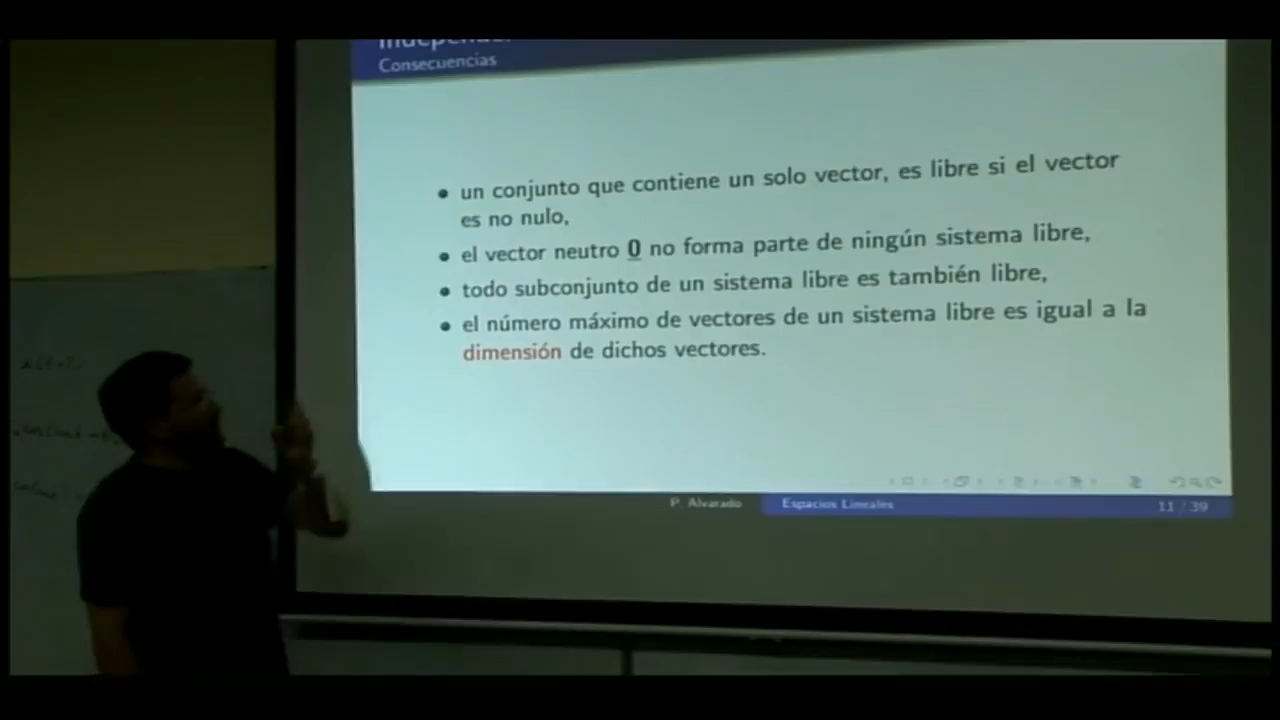 Consecuencias
un conjunto que contiene un solo vector, es libre si el vector
es no nulo,
el vector neutro 0 no forma parte de ningún sistema libre,
todo subconjunto de un sistema libre es también libre,
el número máximo de vectores de un sistema libre es igual a la
dimensión de dichos vectores.
P. Alvarado Espacios Lineales 11 / 39